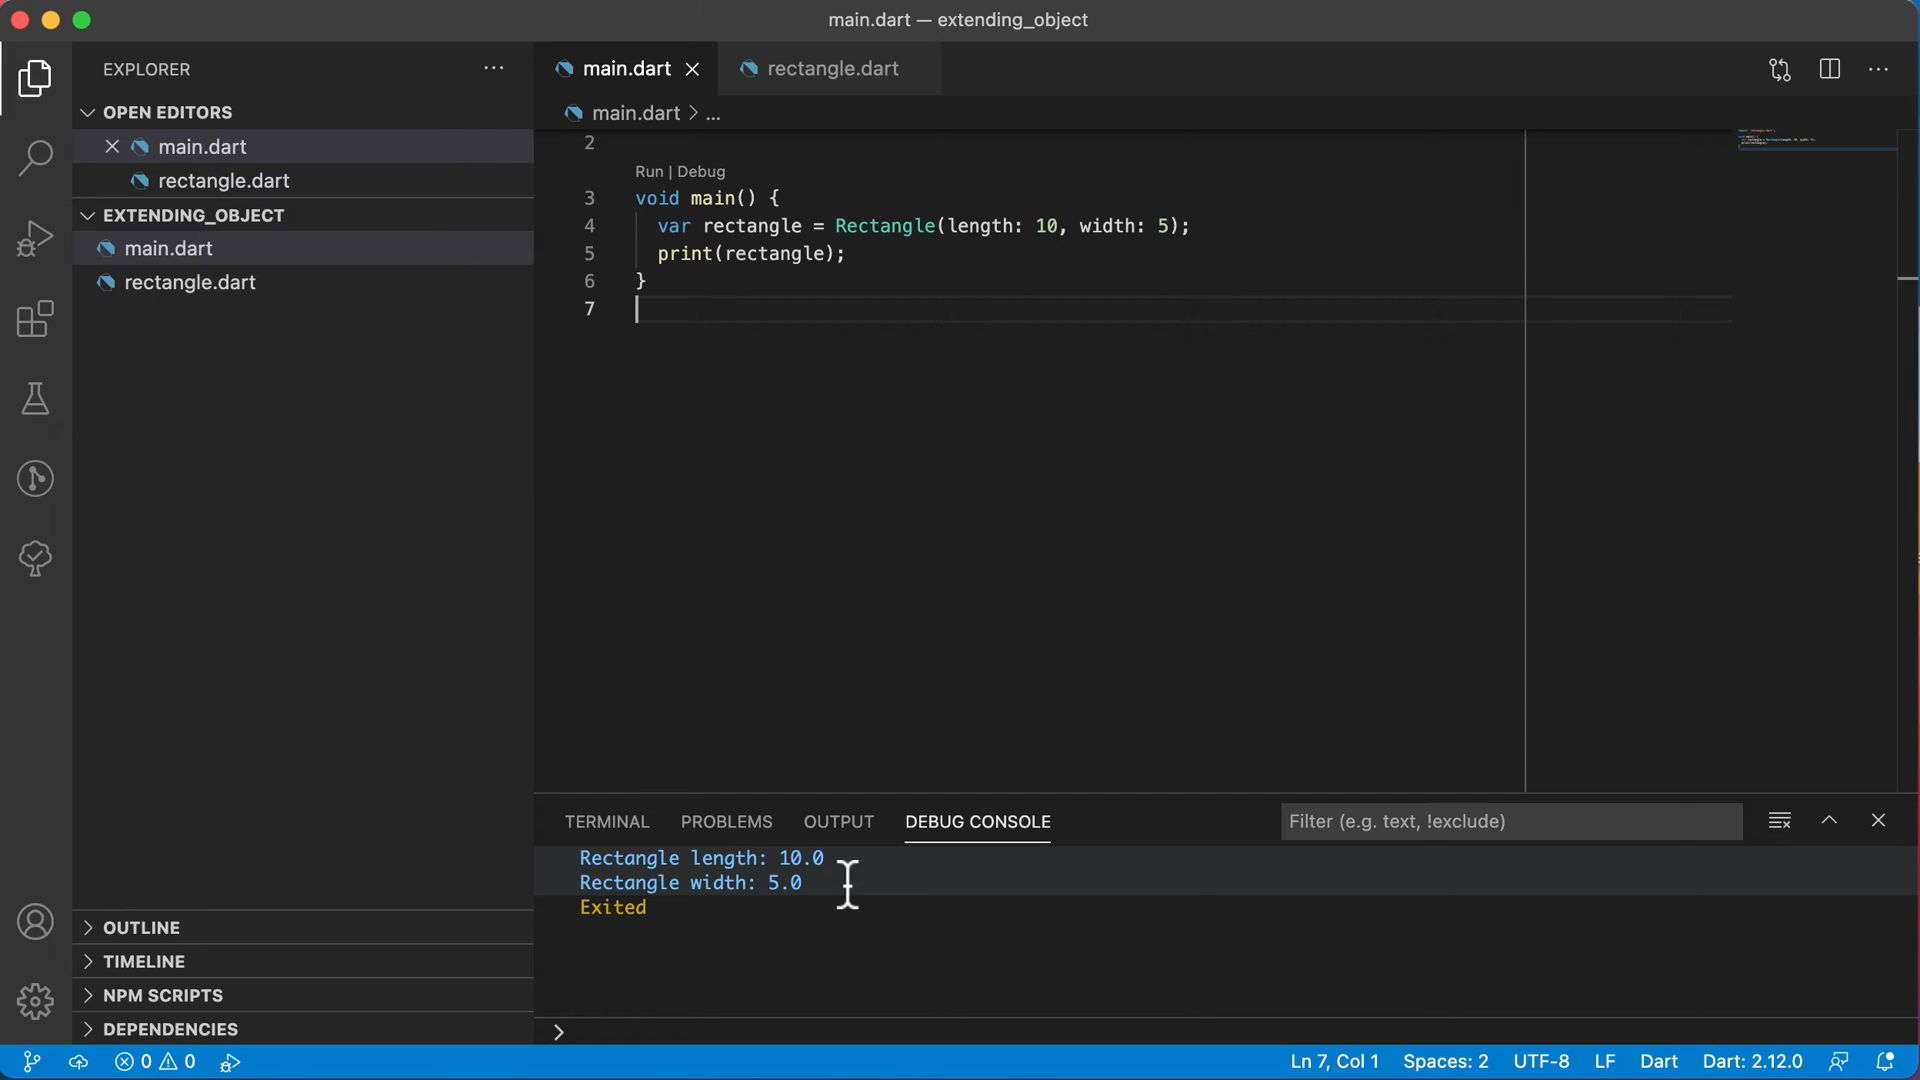 main.dart — extending_object
EXPLORER
OPEN EDITORS
main.dart
rectangle.dart
EXTENDING_OBJECT
main.dart
rectangle.dart
OUTLINE
TIMELINE
NPM SCRIPTS
DEPENDENCIES
main.dart
rectangle.dart
main.dart > ...
2
Run | Debug
3 void main() {
4 var rectangle = Rectangle(length: 10, width: 5);
5 print(rectangle);
6 }
7
TERMINAL PROBLEMS OUTPUT DEBUG CONSOLE Filter (e.g. text, !exclude)
Rectangle length: 10.0
Rectangle width: 5.0
Exited
0 0 Ln 7, Col 1 Spaces: 2 UTF-8 LF Dart Dart: 2.12.0